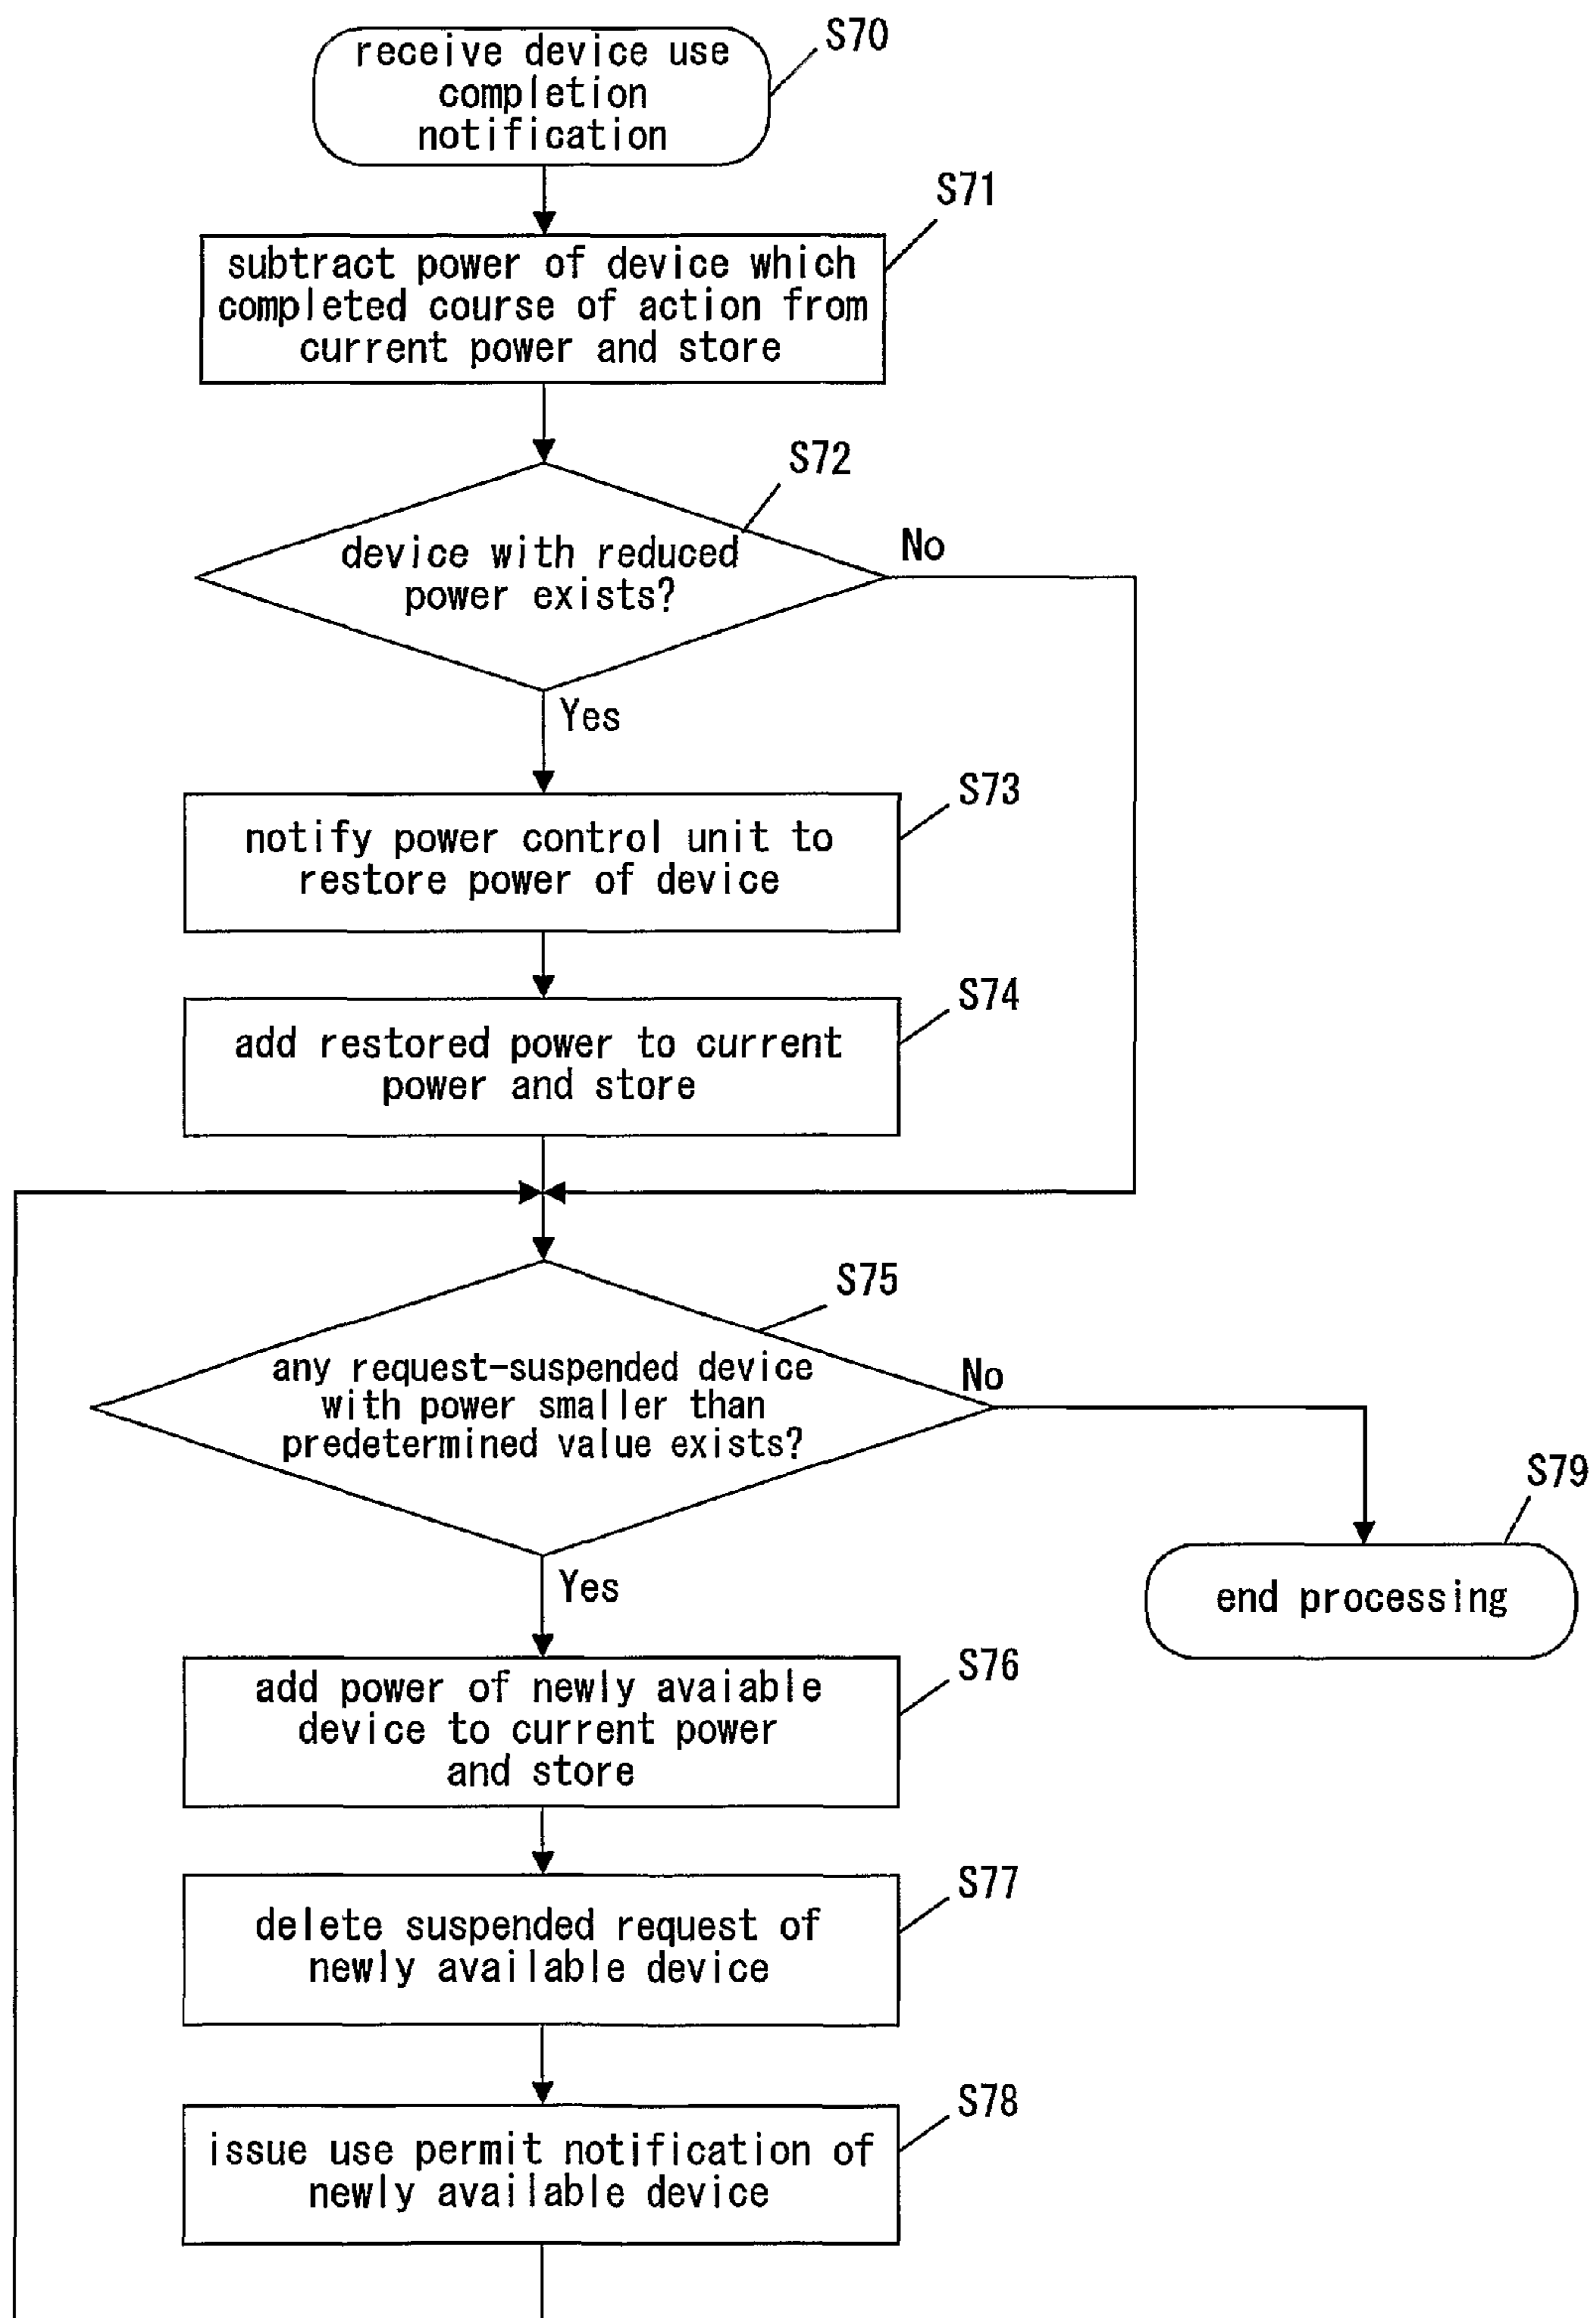 receive device use
completion
notification
S70
S71
subtract power of device which
completed course of action from
current power and store
S72
device with reduced
power exists?
No
Yes
S73
notify power control unit to
restore power of device
S74
add restored power to current
power and store
S75
any request-suspended device
with power smaller than
predetermined value exists?
No
Yes
S79
end processing
S76
add power of newly avaiable
device to current power
and store
S77
delete suspended request of
newly available device
S78
issue use permit notification of
newly available device